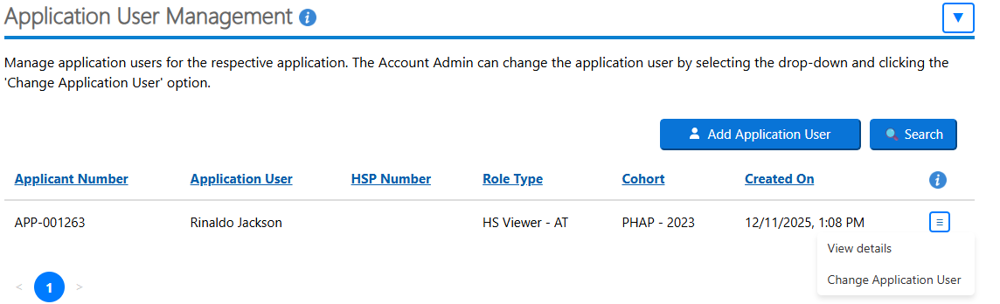 Application User Management
Manage application users for the respective application. The Account Admin can change the application user by selecting the drop-down and clicking the
'Change Application User' option.
Add Application User Search
Applicant Number Application User HSP Number Role Type Cohort Created On
APP-001263 Rinaldo Jackson HS Viewer - AT PHAP - 2023 12/11/2025, 1:08 PM
View details
Change Application User
< 1 >